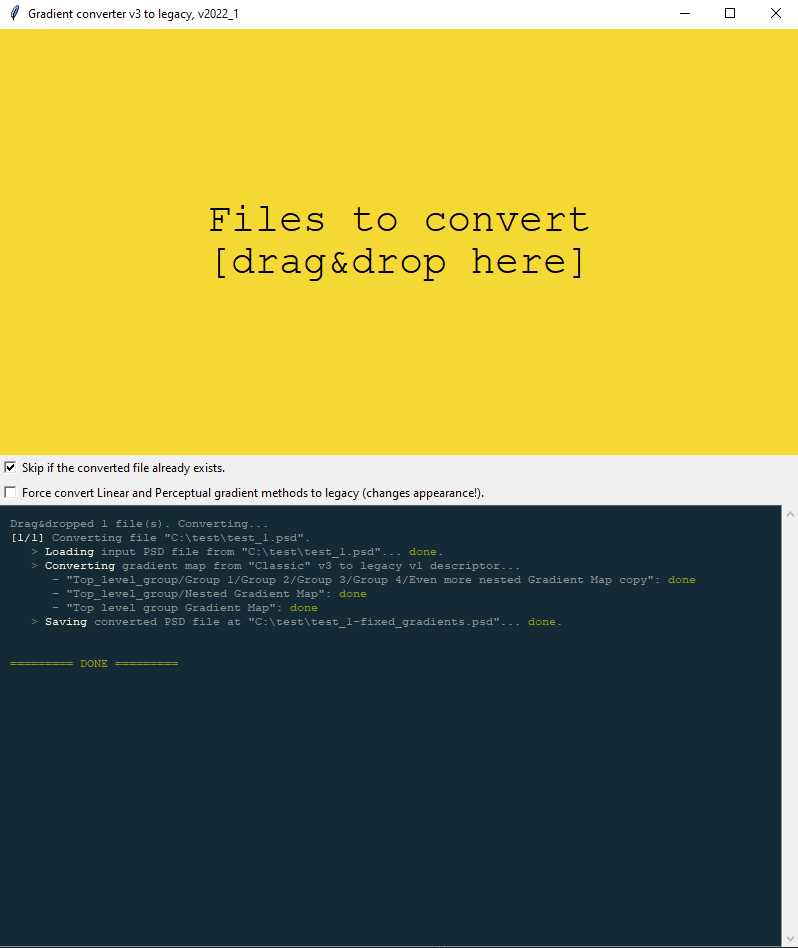 Gradient converter v3 to legacy, v2022_1
Files to convert
[drag&drop here]
Skip if the converted file already exists.
Force convert Linear and Perceptual gradient methods to legacy (changes appearance!).
Drag&dropped 1 file(s). Converting...
[1/1] Converting file "C:\test\test_1.psd".
> Loading input PSD file from "C:\test\test_1.psd"... done.
> Converting gradient map from "Classic" v3 to legacy v1 descriptor...
- "Top_level_group/Group 1/Group 2/Group 3/Group 4/Even more nested Gradient Map copy": done
- "Top_level_group/Nested Gradient Map": done
- "Top level group Gradient Map": done
> Saving converted PSD file at "C:\test\test_1-fixed_gradients.psd"... done.
========= DONE =========